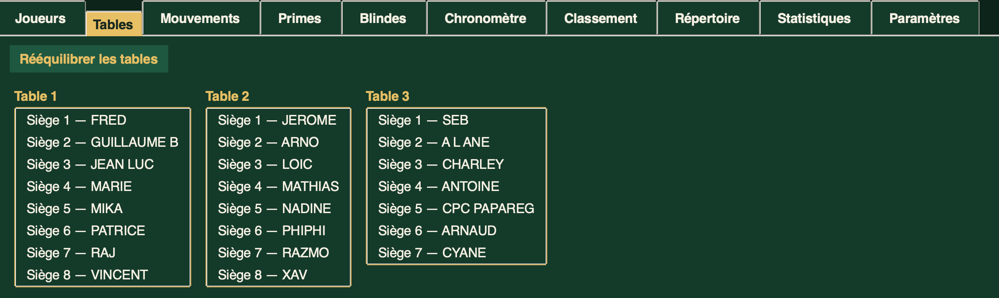 Joueurs Tables Mouvements Primes Blindes Chronomètre Classement Répertoire Statistiques Paramètres
Rééquilibrer les tables
Table 1
Siège 1 — FRED
Siège 2 — GUILLAUME B
Siège 3 — JEAN LUC
Siège 4 — MARIE
Siège 5 — MIKA
Siège 6 — PATRICE
Siège 7 — RAJ
Siège 8 — VINCENT
Table 2
Siège 1 — JEROME
Siège 2 — ARNO
Siège 3 — LOIC
Siège 4 — MATHIAS
Siège 5 — NADINE
Siège 6 — PHIPHI
Siège 7 — RAZMO
Siège 8 — XAV
Table 3
Siège 1 — SEB
Siège 2 — A L ANE
Siège 3 — CHARLEY
Siège 4 — ANTOINE
Siège 5 — CPC PAPAREG
Siège 6 — ARNAUD
Siège 7 — CYANE